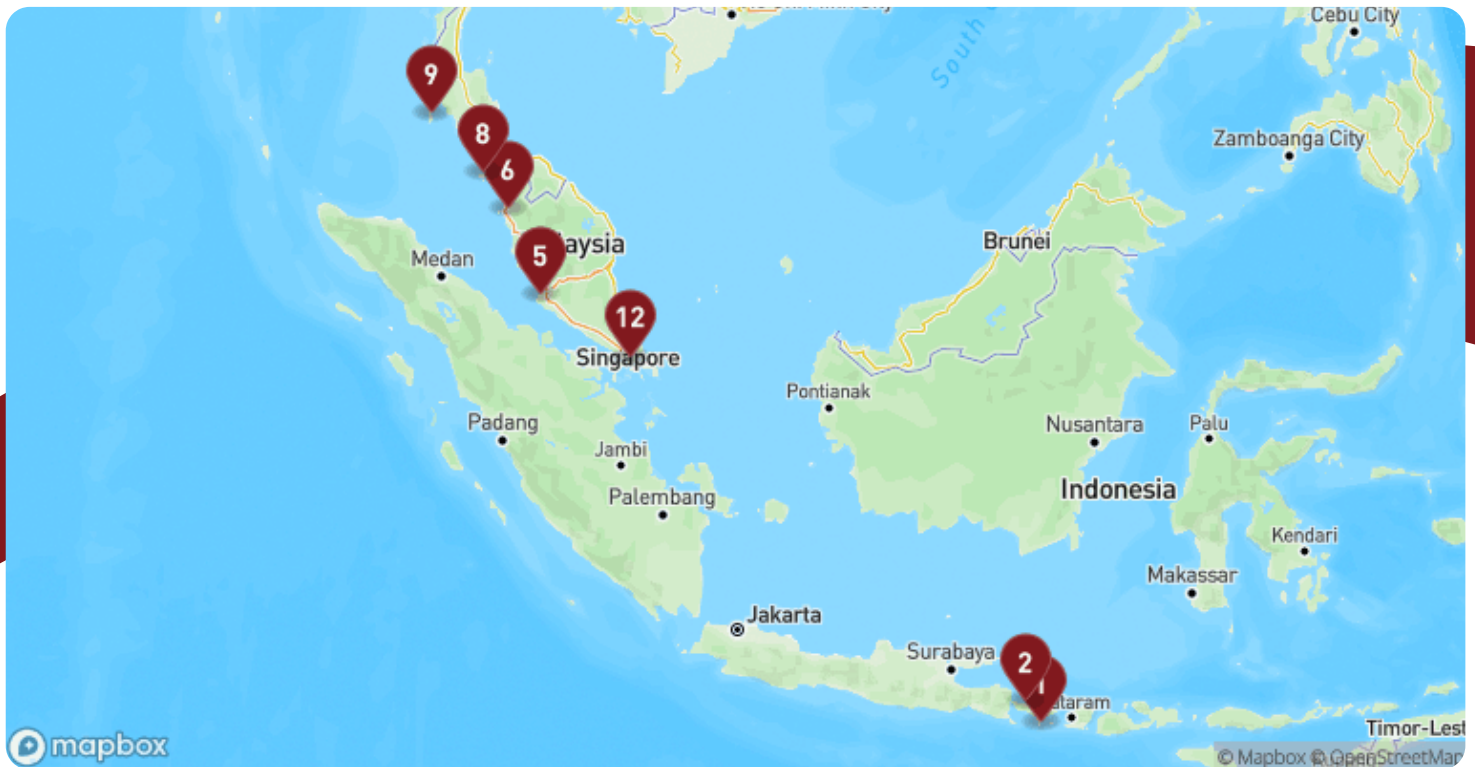 Cebu City
South
9
8
Zamboanga City
6
Brunei
aysia
5
Medan
12
Singapore
Pontianak
Padang
Nusantara
Palu
Jambi
Indonesia
Palembang
Kendari
Makassar
Jakarta
Surabaya
2
1
ataram
Timor-Lest
mapbox
© Mapbox © OpenStreetMap